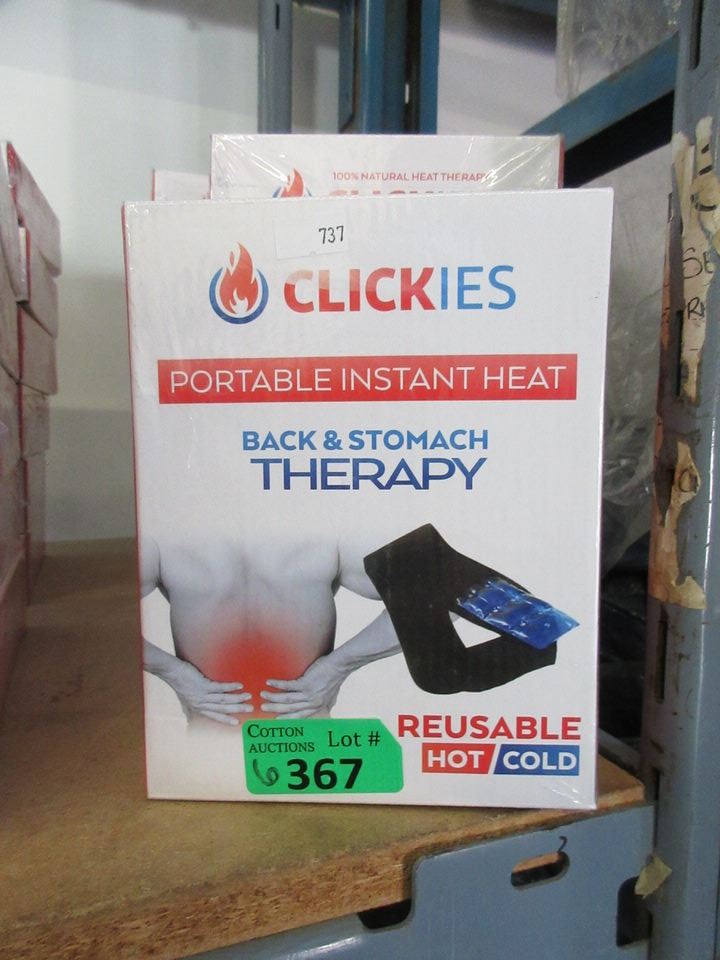 100% NATURAL HEAT THERAPY
737
CLICKIES
PORTABLE INSTANT HEAT
BACK & STOMACH
THERAPY
REUSABLE
HOT/COLD
COTTON
AUCTIONS Lot #
6 367